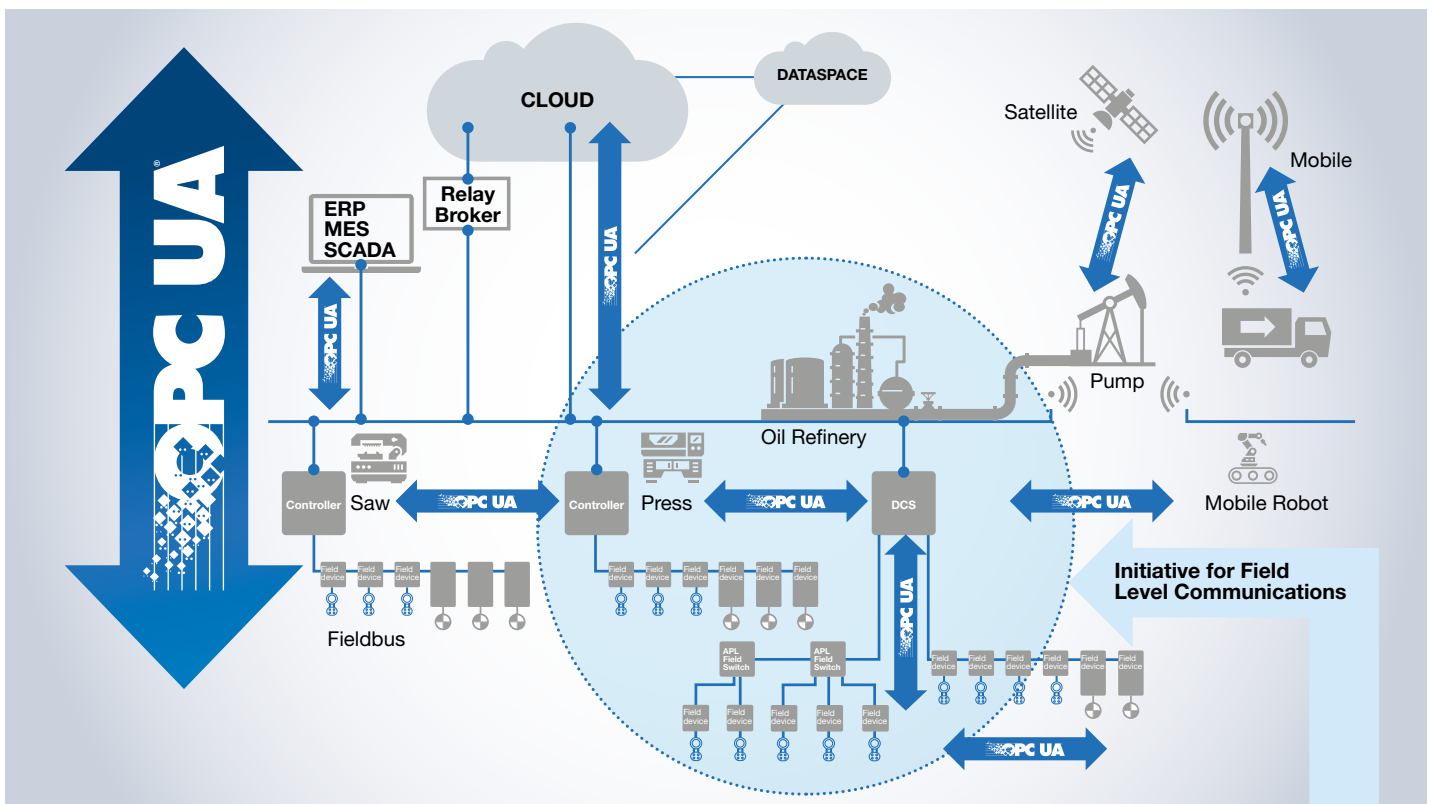 OPC UA®
CLOUD
DATASPACE
Satellite
Mobile
ERP
MES
SCADA
Relay
Broker
OPC UA
OPC UA
OPC UA
OPC UA
Pump
Oil Refinery
Controller
Saw
OPC UA
Controller
Press
OPC UA
DCS
OPC UA
Mobile Robot
Field
device
Field
device
Field
device
Fieldbus
Field
device
Field
device
Field
device
Field
device
Field
device
Field
device
OPC UA
Initiative for Field
Level Communications
APL
Field
Switch
APL
Field
Switch
Field
device
Field
device
Field
device
Field
device
Field
device
Field
device
Field
device
Field
device
Field
device
Field
device
Field
device
OPC UA